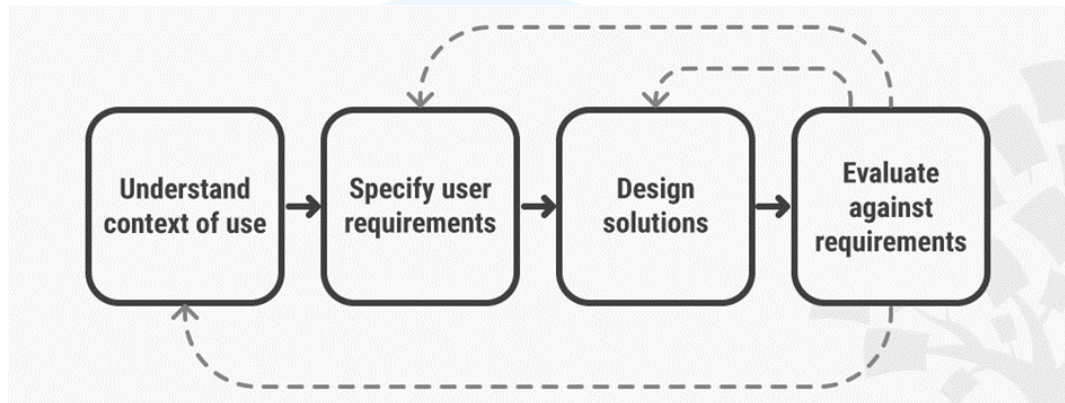 Understand
context of use
Specify user
requirements
Design
solutions
Evaluate
against
requirements